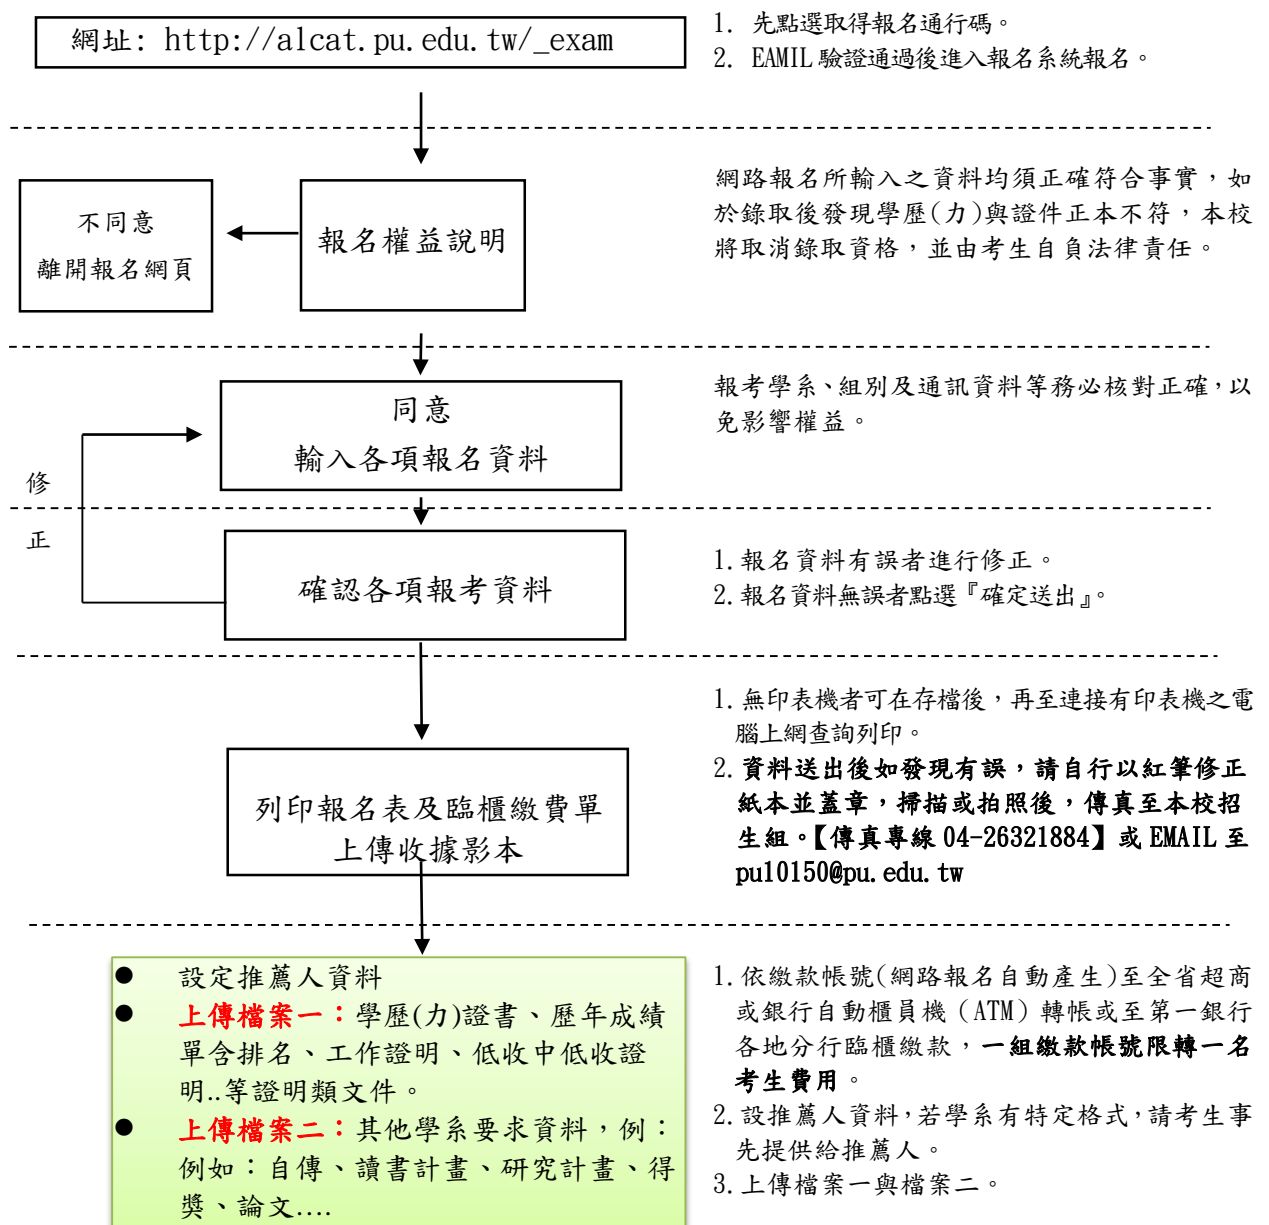 網址: http://alcat.pu.edu.tw/_exam
1. 先點選取得報名通行碼。
2. EAMIL 驗證通過後進入報名系統報名。
不同意
離開報名網頁
報名權益說明
網路報名所輸入之資料均須正確符合事實，如
於錄取後發現學歷(力)與證件正本不符，本校
將取消錄取資格，並由考生自負法律責任。
同意
輸入各項報名資料
報考學系、組別及通訊資料等務必核對正確，以
免影響權益。
修
正
確認各項報考資料
1. 報名資料有誤者進行修正。
2. 報名資料無誤者點選『確定送出』。
列印報名表及臨櫃繳費單
上傳收據影本
1. 無印表機者可在存檔後，再至連接有印表機之電
腦上網查詢列印。
2. 資料送出後如發現有誤，請自行以紅筆修正
紙本並蓋章，掃描或拍照後，傳真至本校招
生組。【傳真專線 04-26321884】或 EMAIL 至
pu10150@pu.edu.tw
● 設定推薦人資料
● 上傳檔案一：學歷(力)證書、歷年成績
單含排名、工作證明、低收中低收證
明..等證明類文件。
● 上傳檔案二：其他學系要求資料，例：
例如：自傳、讀書計畫、研究計畫、得
獎、論文....
1. 依繳款帳號(網路報名自動產生)至全省超商
或銀行自動櫃員機（ATM）轉帳或至第一銀行
各地分行臨櫃繳款，一組繳款帳號限轉一名
考生費用。
2. 設推薦人資料，若學系有特定格式，請考生事
先提供給推薦人。
3. 上傳檔案一與檔案二。